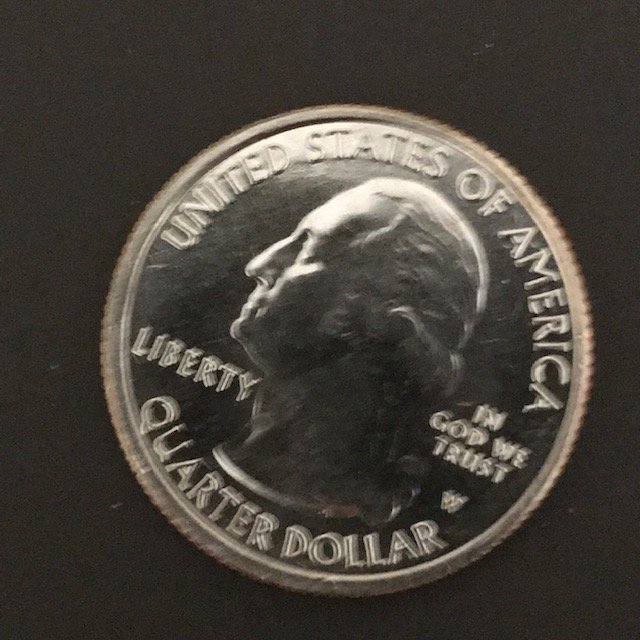 UNITED STATES OF AMERICA
LIBERTY
IN
GOD WE
TRUST
QUARTER DOLLAR